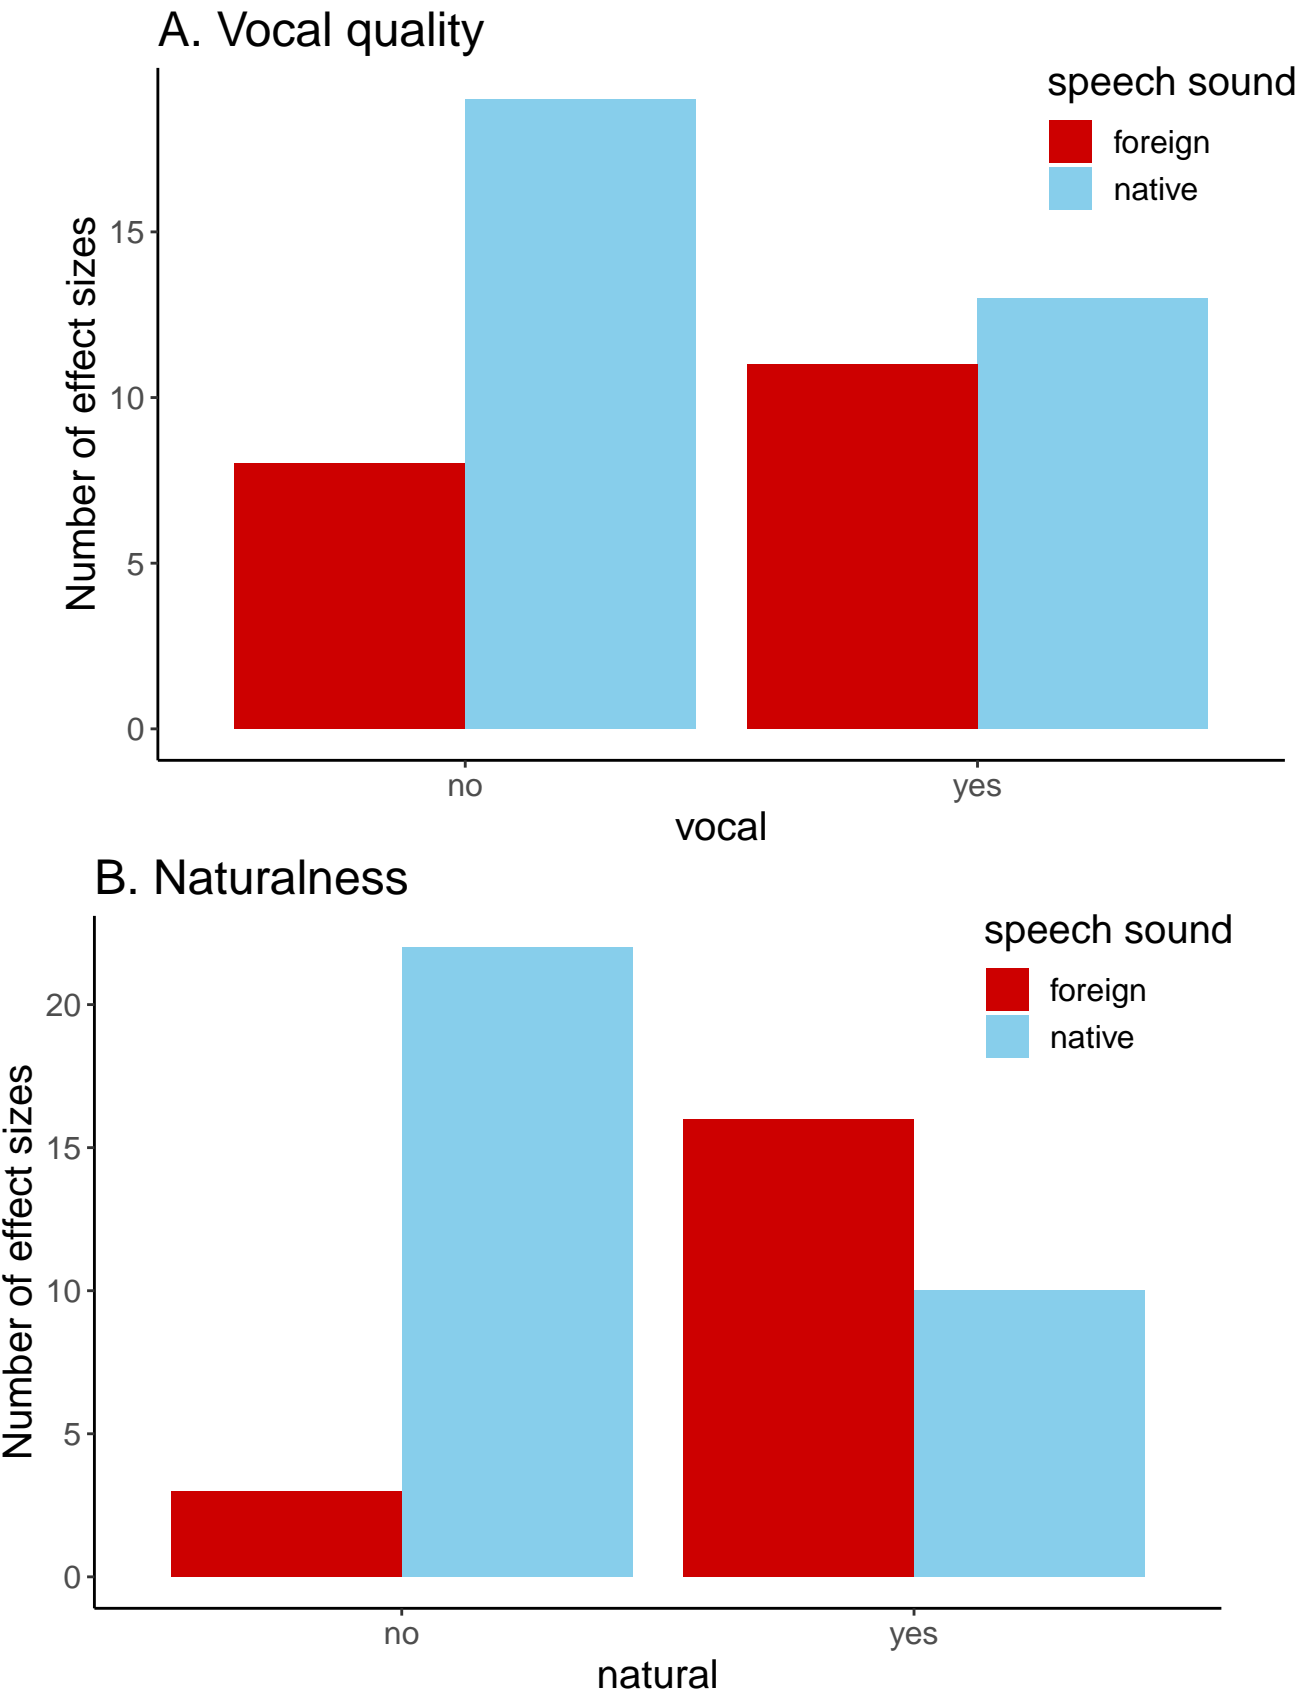 A. Vocal quality
speech sound
foreign
native
Number of effect sizes
15
10
5
0
no
yes
vocal
B. Naturalness
speech sound
foreign
native
Number of effect sizes
20
15
10
5
0
no
yes
natural